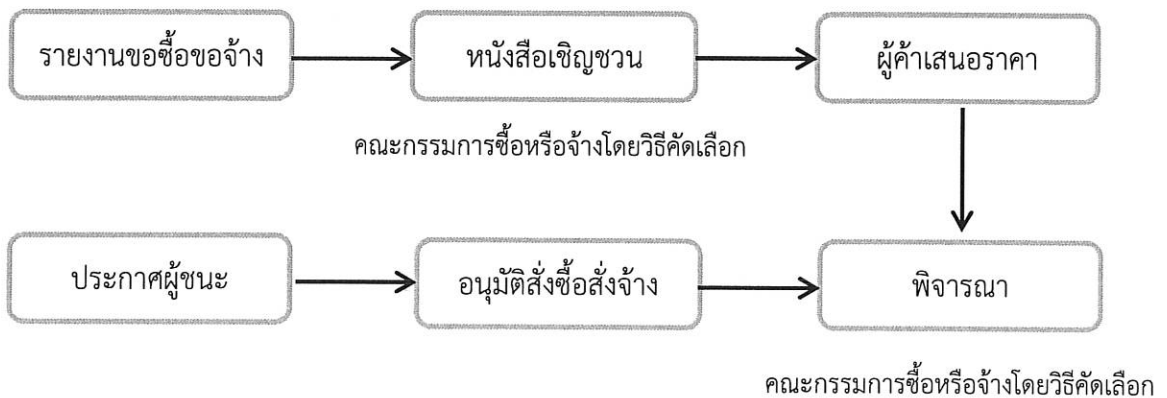 รายงานขอซื้อขอจ้าง
หนังสือเชิญชวน
ผู้ค้าเสนอราคา
คณะกรรมการซื้อหรือจ้างโดยวิธีคัดเลือก
ประกาศผู้ชนะ
อนุมัติสั่งซื้อสั่งจ้าง
พิจารณา
คณะกรรมการซื้อหรือจ้างโดยวิธีคัดเลือก